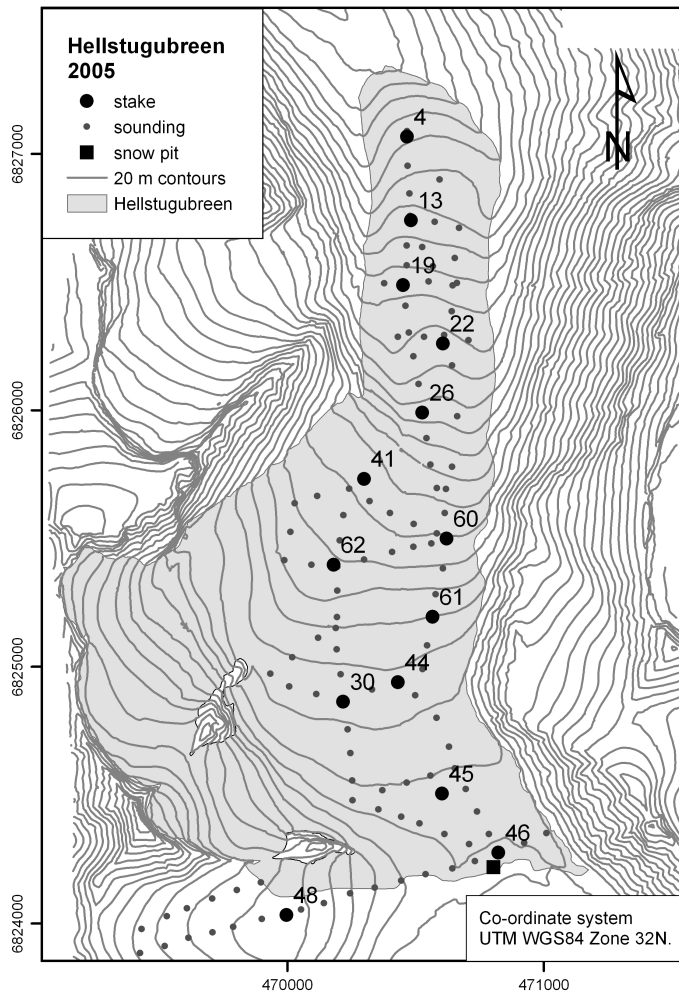 Hellstugubreen
2005
stake
sounding
snow pit
20 m contours
Hellstugubreen
N
6827000
6826000
6825000
6824000
4
13
19
22
26
41
60
62
61
44
30
45
46
48
Co-ordinate system
UTM WGS84 Zone 32N.
470000
471000